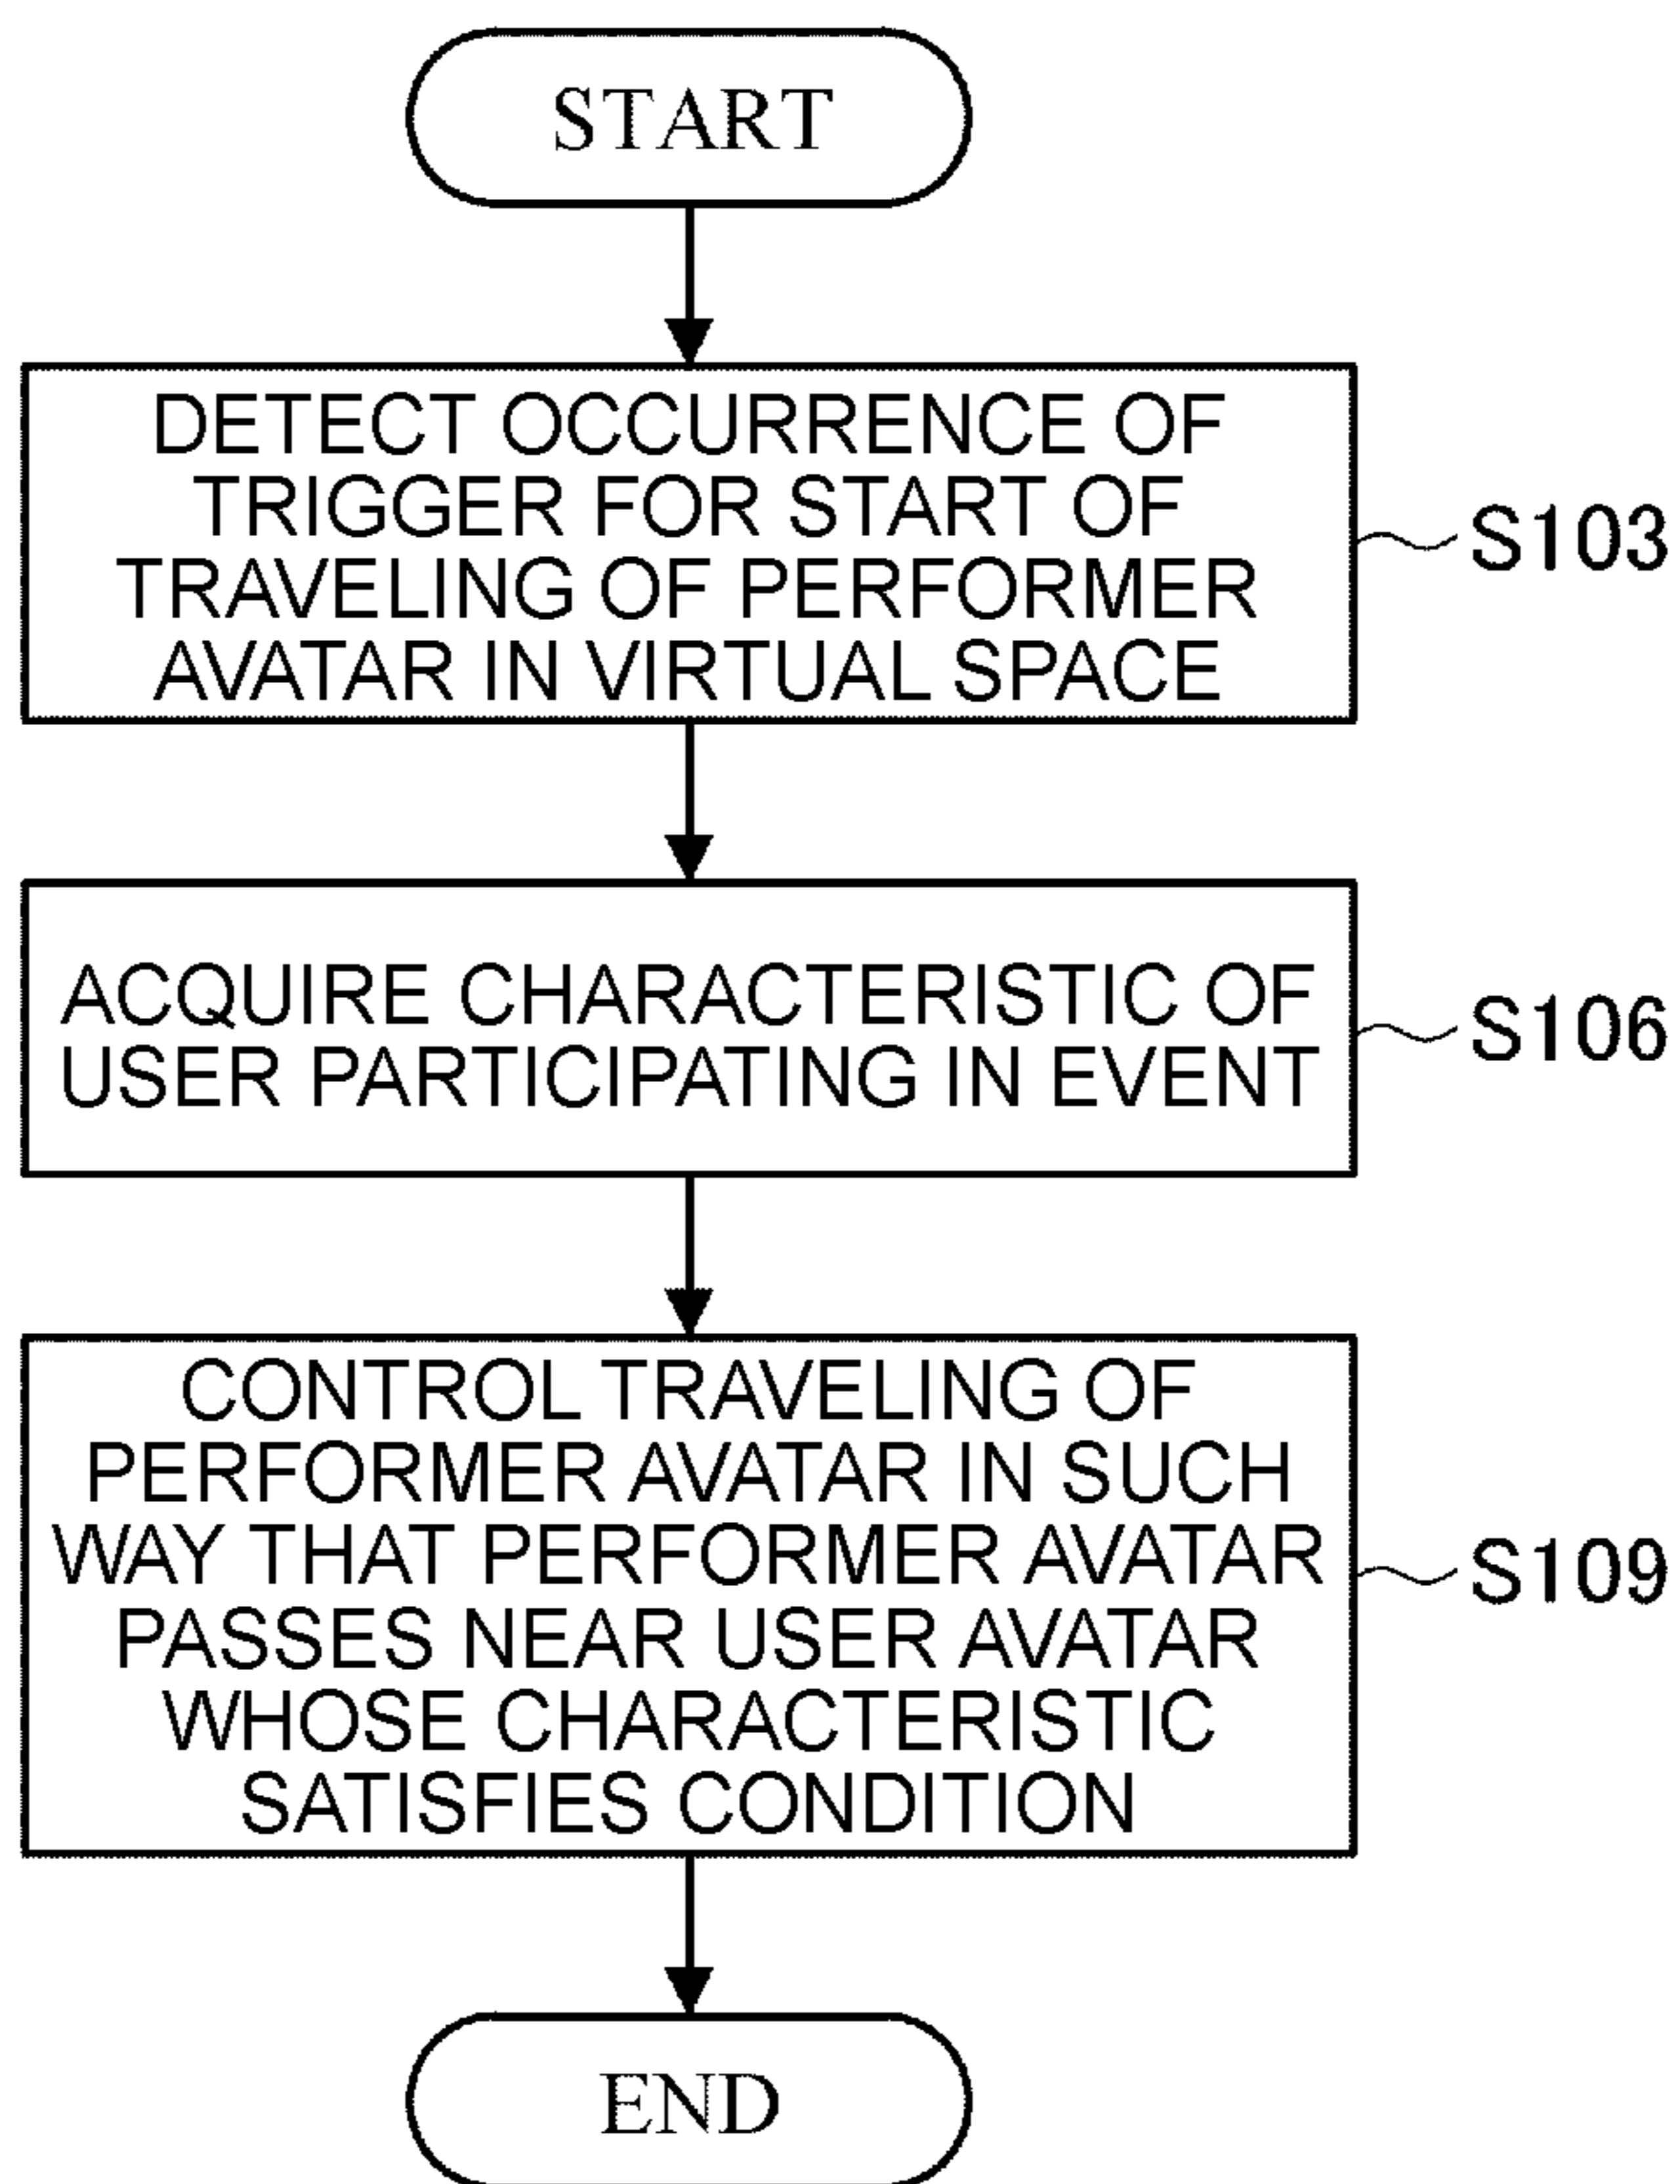 START
DETECT OCCURRENCE OF
TRIGGER FOR START OF
TRAVELING OF PERFORMER
AVATAR IN VIRTUAL SPACE
S103
ACQUIRE CHARACTERISTIC OF
USER PARTICIPATING IN EVENT
S106
CONTROL TRAVELING OF
PERFORMER AVATAR IN SUCH
WAY THAT PERFORMER AVATAR
PASSES NEAR USER AVATAR
WHOSE CHARACTERISTIC
SATISFIES CONDITION
S109
END